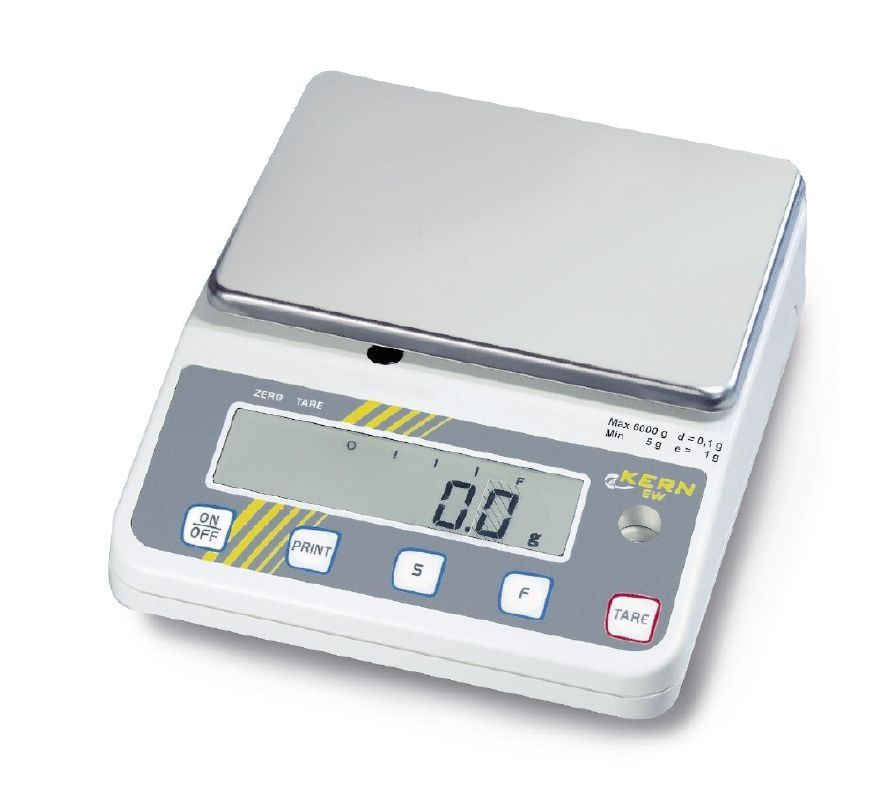 Max 6000 g d = 0,1 g
Min 5 g e = 1 g
ZERO TARE
KERN
EW
0.0 g
F
ON
OFF
PRINT
S
F
TARE